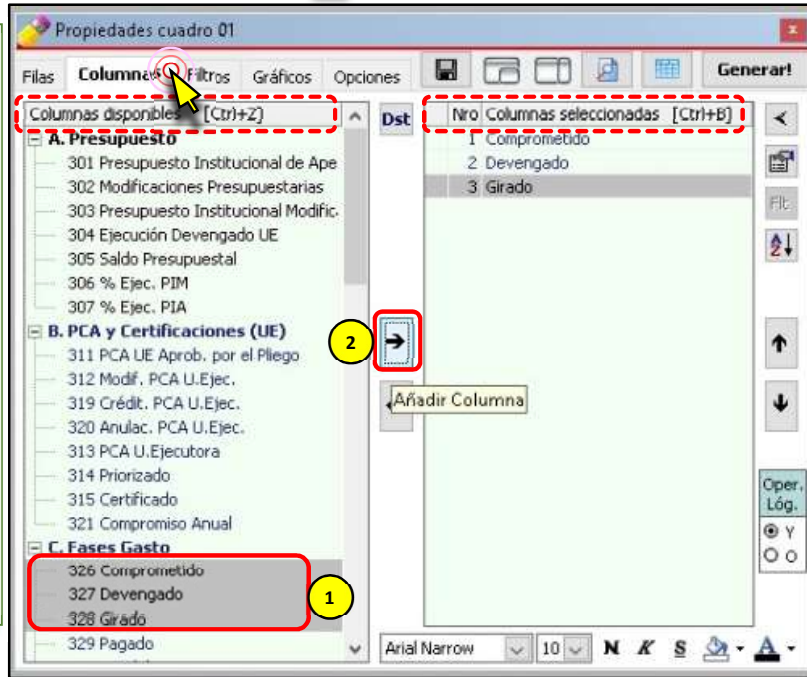 Propiedades cuadro 01
x
Filas Columnas Filtros Gráficos Opciones Generar!
Columnas disponibles [Ctrl+Z]
A. Presupuesto
301 Presupuesto Institucional de Ape
302 Modificaciones Presupuestarias
303 Presupuesto Institucional Modific
304 Ejecución Devengado UE
305 Saldo Presupuestal
306 % Ejec. PIM
307 % Ejec. PIA
B. PCA y Certificaciones (UE)
311 PCA UE Aprob. por el Pliego
312 Modif. PCA U.Ejec.
319 Crédit. PCA U.Ejec.
320 Anulac. PCA U.Ejec.
313 PCA U.Ejecutora
314 Priorizado
315 Certificado
321 Compromiso Anual
C. Fases Gasto
326 Comprometido
327 Devengado
328 Girado
329 Pagado
1
Dst
2
Añadir Columna
Nro Columnas seleccionadas [Ctrl+B]
1 Comprometido
2 Devengado
3 Girado
Flt.
Oper.
Lóg.
Y
O
Arial Narrow 10 N K S A